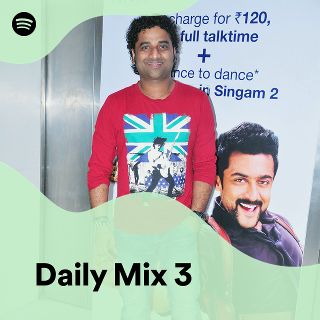 charge for ₹120,
full talktime
+
nce to dance*
in Singam 2
Daily Mix 3